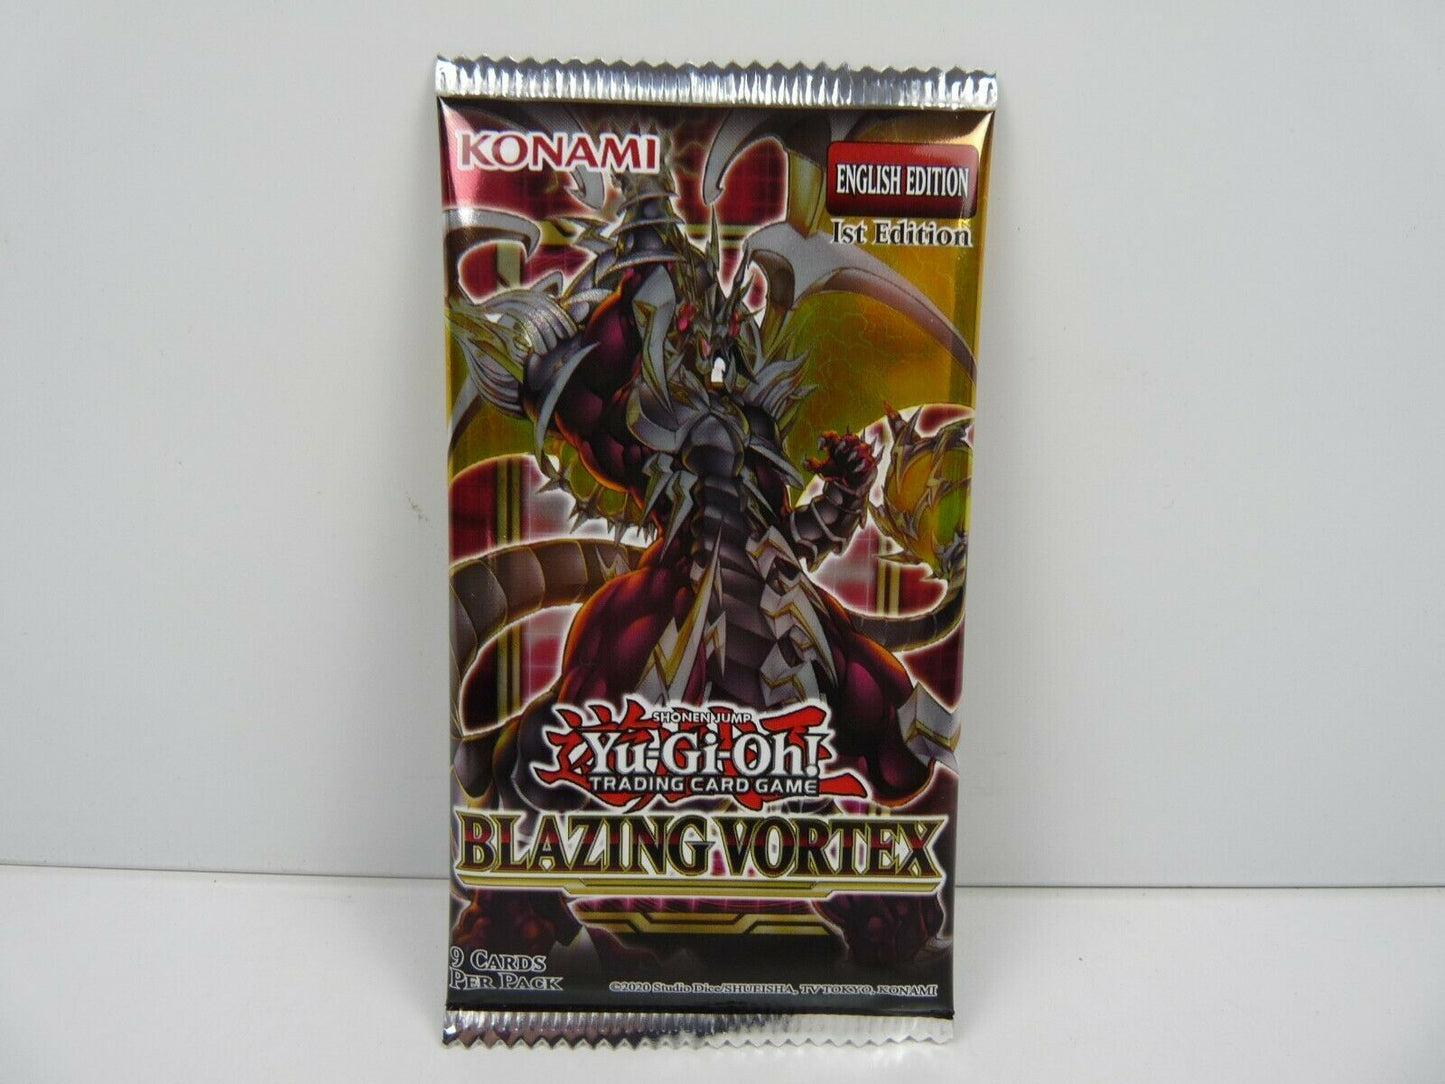 KONAMI
ENGLISH EDITION
1st Edition
SHONEN JUMP
Yu-Gi-Oh!
TRADING CARD GAME
BLAZING VORTEX
9 CARDS
PER PACK
©2020 Studio Dice/SHUEISHA, TV TOKYO, KONAMI